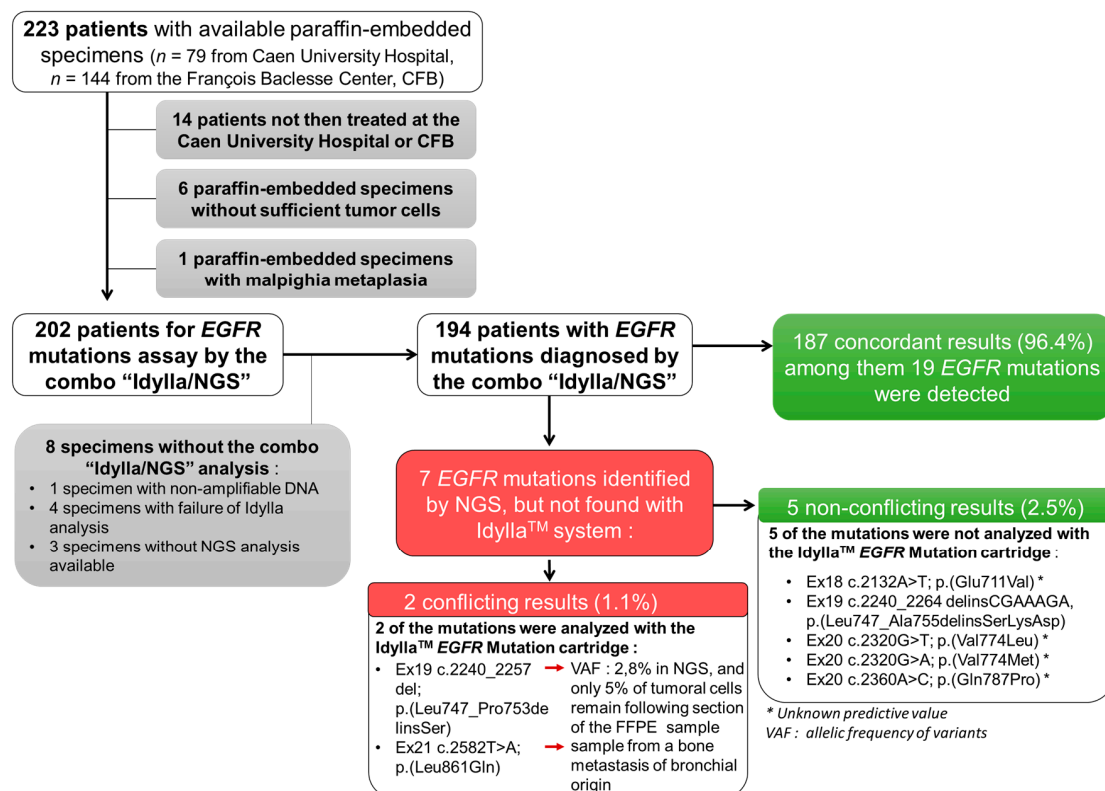 223 patients with available paraffin-embedded
specimens (n = 79 from Caen University Hospital,
n = 144 from the François Baclesse Center, CFB)
14 patients not then treated at the
Caen University Hospital or CFB
6 paraffin-embedded specimens
without sufficient tumor cells
1 paraffin-embedded specimens
with malpighia metaplasia
202 patients for EGFR
mutations assay by the
combo “Idylla/NGS”
194 patients with EGFR
mutations diagnosed by
the combo “Idylla/NGS”
187 concordant results (96.4%)
among them 19 EGFR mutations
were detected
8 specimens without the combo
“Idylla/NGS” analysis :
• 1 specimen with non-amplifiable DNA
• 4 specimens with failure of Idylla
analysis
• 3 specimens without NGS analysis
available
7 EGFR mutations identified
by NGS, but not found with
Idylla™ system :
5 non-conflicting results (2.5%)
5 of the mutations were not analyzed with
the Idylla™ EGFR Mutation cartridge :
• Ex18 c.2132A>T; p.(Glu711Val) *
• Ex19 c.2240_2264 delinsCGAAAGA,
p.(Leu747_Ala755delinsSerLysAsp)
• Ex20 c.2320G>T; p.(Val774Leu) *
• Ex20 c.2320G>A; p.(Val774Met) *
• Ex20 c.2360A>C; p.(Gln787Pro) *
2 conflicting results (1.1%)
2 of the mutations were analyzed with the
Idylla™ EGFR Mutation cartridge :
• Ex19 c.2240_2257
del;
p.(Leu747_Pro753de
linsSer)
VAF : 2,8% in NGS, and
only 5% of tumoral cells
remain following section
of the FFPE sample
• Ex21 c.2582T>A;
p.(Leu861Gln)
sample from a bone
metastasis of bronchial
origin
* Unknown predictive value
VAF : allelic frequency of variants